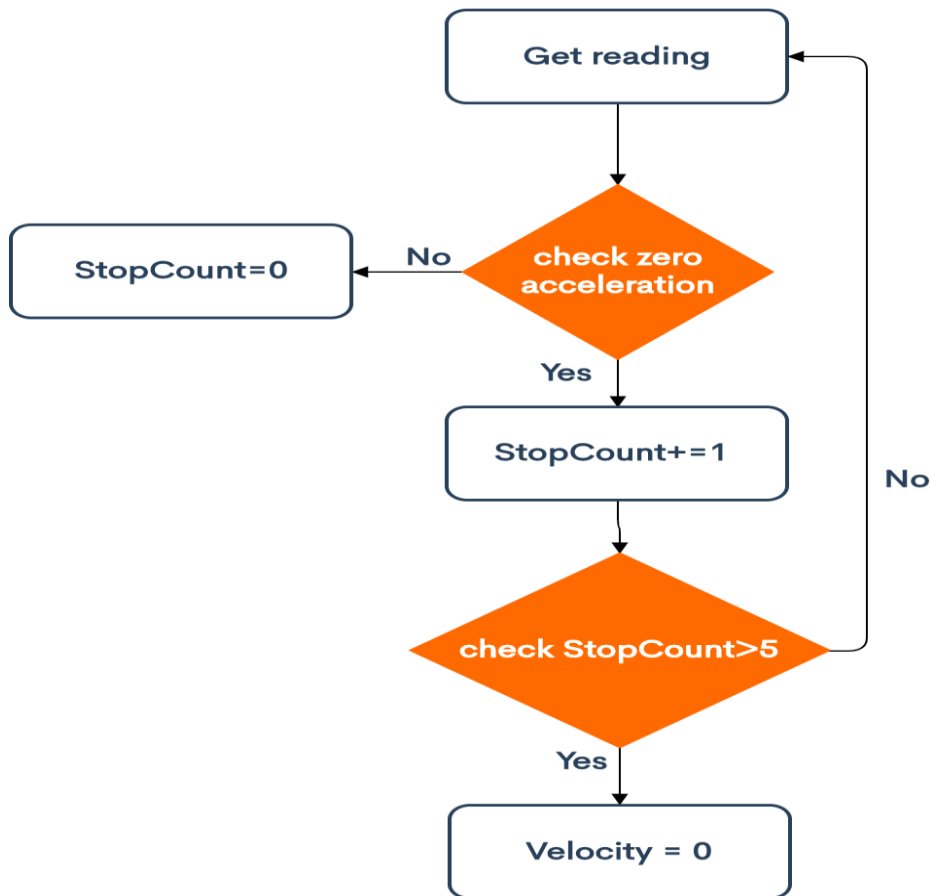 Get reading
check zero
acceleration
No
StopCount=0
Yes
StopCount+=1
No
check StopCount>5
Yes
Velocity = 0